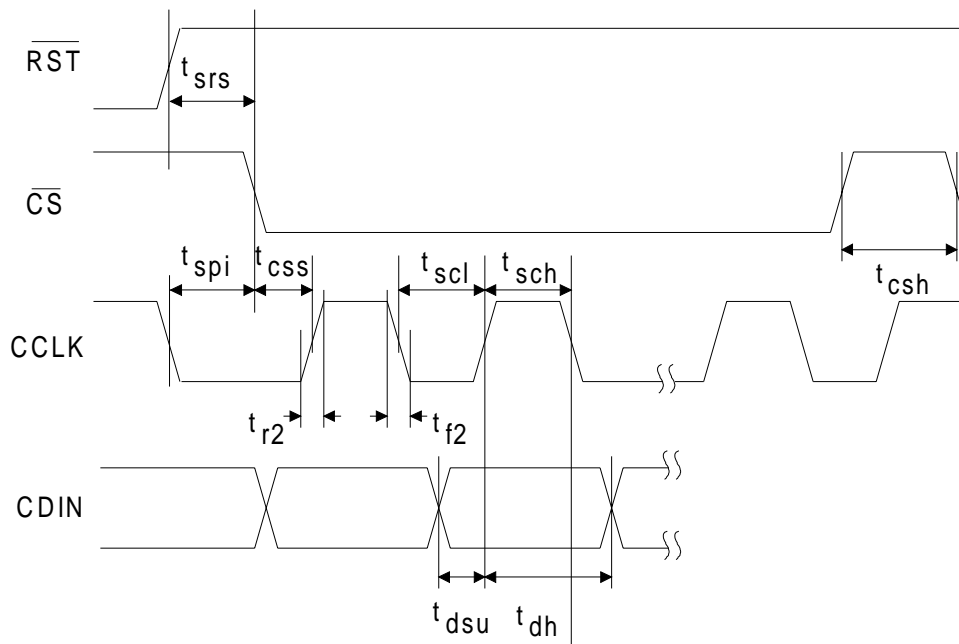 RST
t srs
CS
t spi
t css
t scl
t sch
t csh
CCLK
t r2
t f2
CDIN
t dsu
t dh